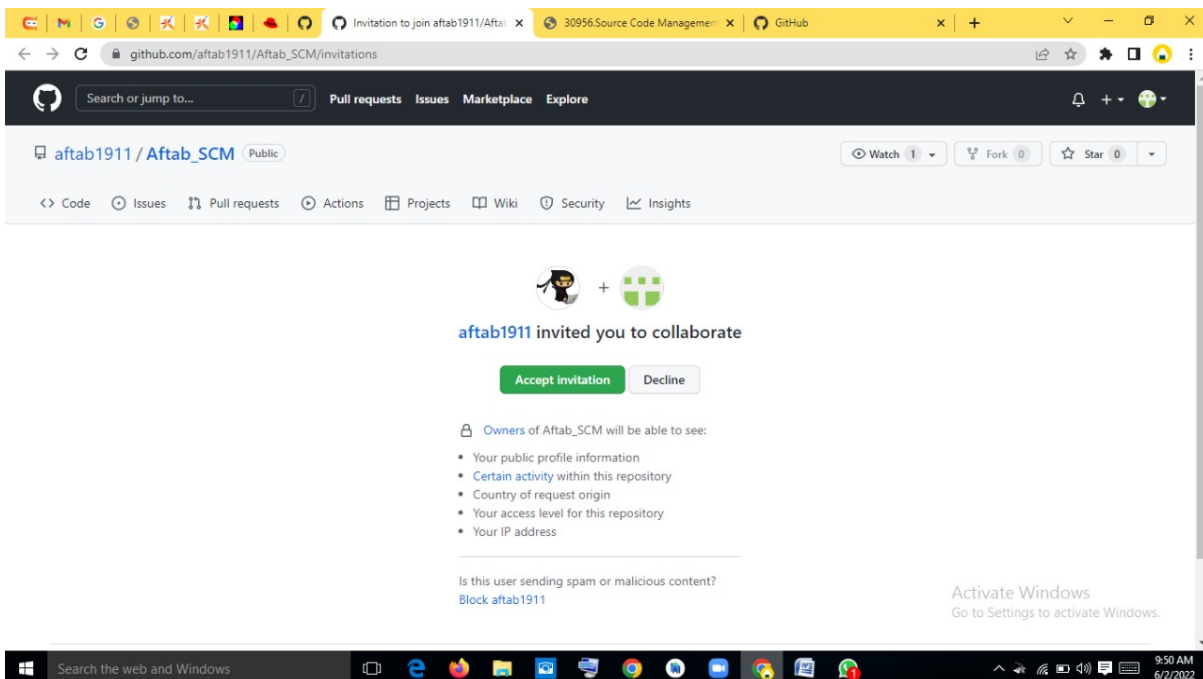 Invitation to join aftab1911/Aftab
30956.Source Code Management
GitHub
github.com/aftab1911/Aftab_SCM/invitations
Search or jump to...
/
Pull requests Issues Marketplace Explore
aftab1911 / Aftab_SCM Public
Watch 1
Fork 0
Star 0
<> Code Issues Pull requests Actions Projects Wiki Security Insights
+
aftab1911 invited you to collaborate
Accept invitation Decline
Owners of Aftab_SCM will be able to see:
• Your public profile information
• Certain activity within this repository
• Country of request origin
• Your access level for this repository
• Your IP address
Is this user sending spam or malicious content?
Block aftab1911
Activate Windows
Go to Settings to activate Windows.
Search the web and Windows
9:50 AM
6/2/2022